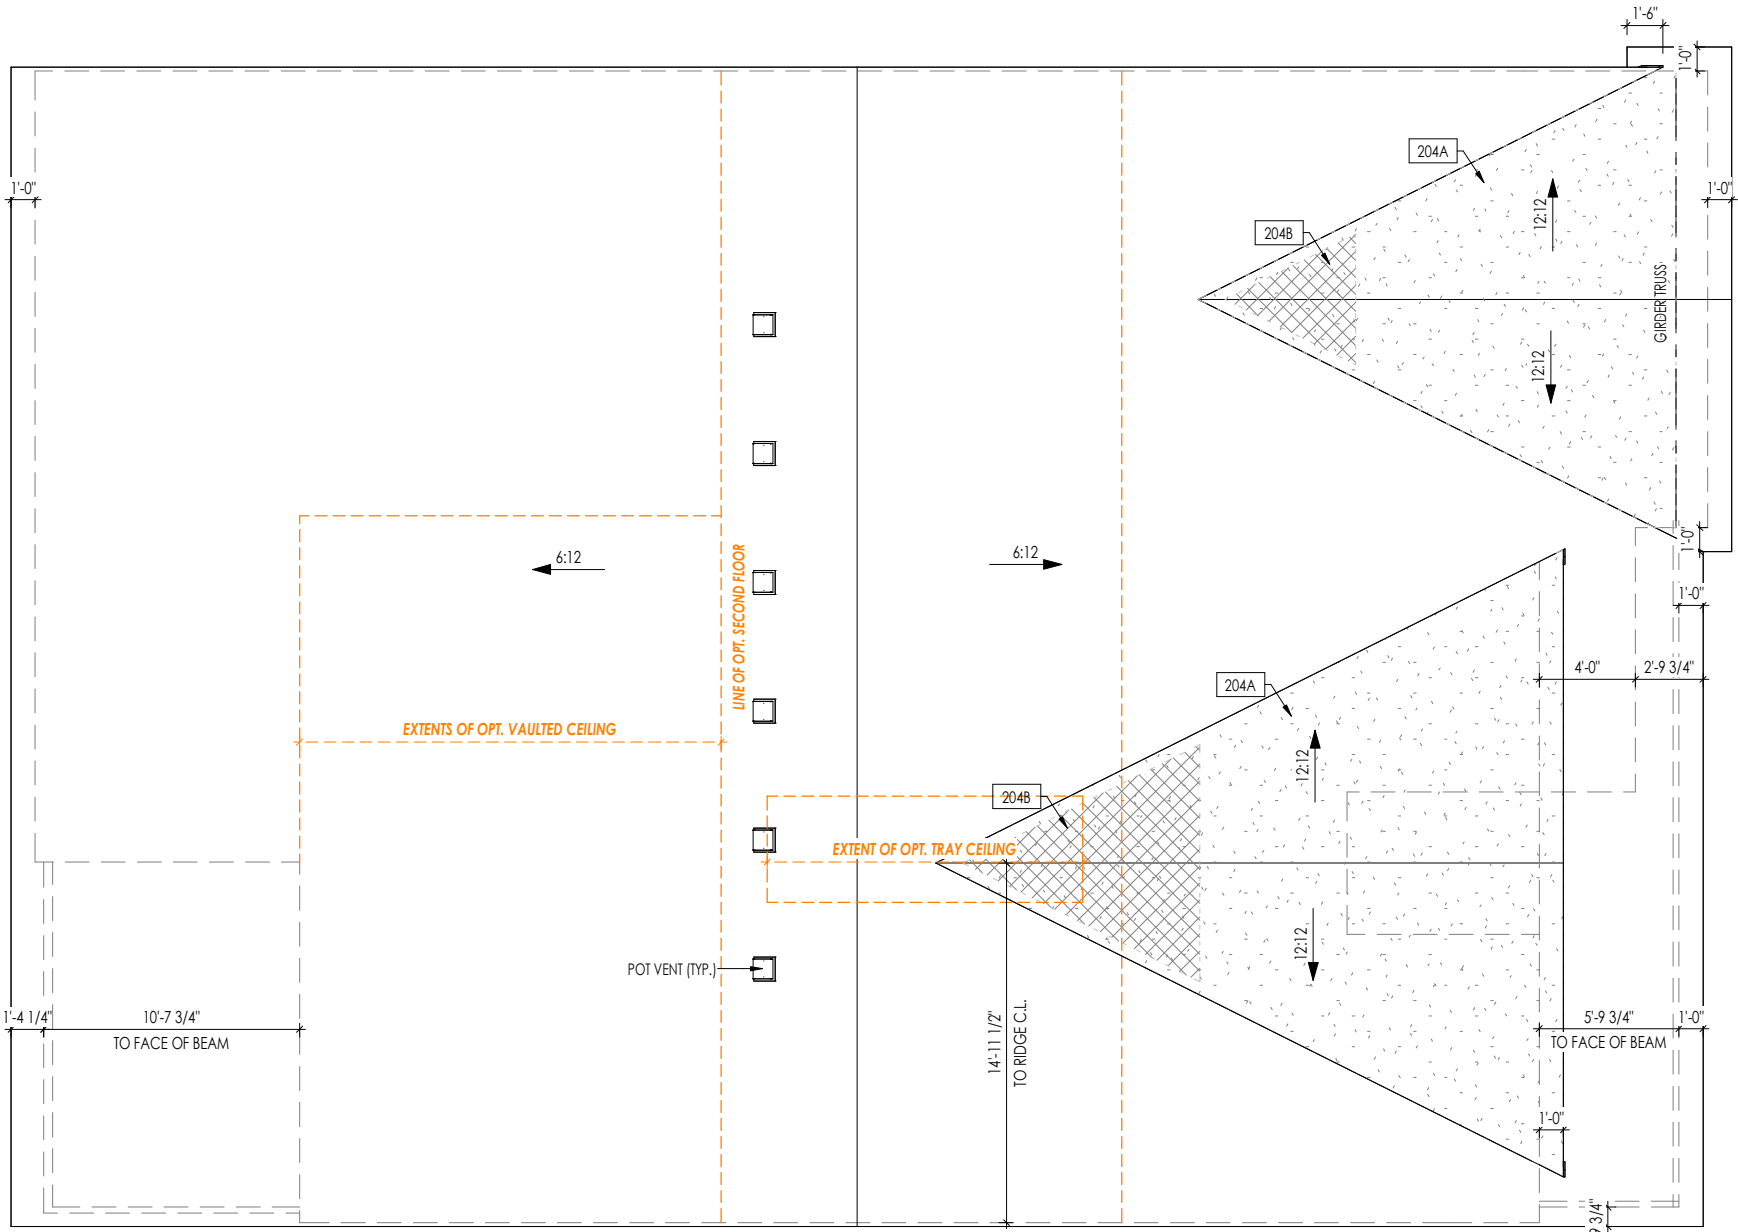 1'-6"
1'-0"
204A
1'-0"
1'-0"
12:12
204B
GIRDER TRUSS
12:12
1'-0"
6:12
6:12
LINE OF OPT. SECOND FLOOR
1'-0"
4'-0"
2'-9 3/4"
204A
EXTENTS OF OPT. VAULTED CEILING
12:12
204B
EXTENT OF OPT. TRAY CEILING
12:12
POT VENT (TYP.)
1'-4 1/4"
10'-7 3/4"
TO FACE OF BEAM
14'-11 1/2"
TO RIDGE C.L.
5'-9 3/4"
1'-0"
TO FACE OF BEAM
1'-0"
9 3/4"